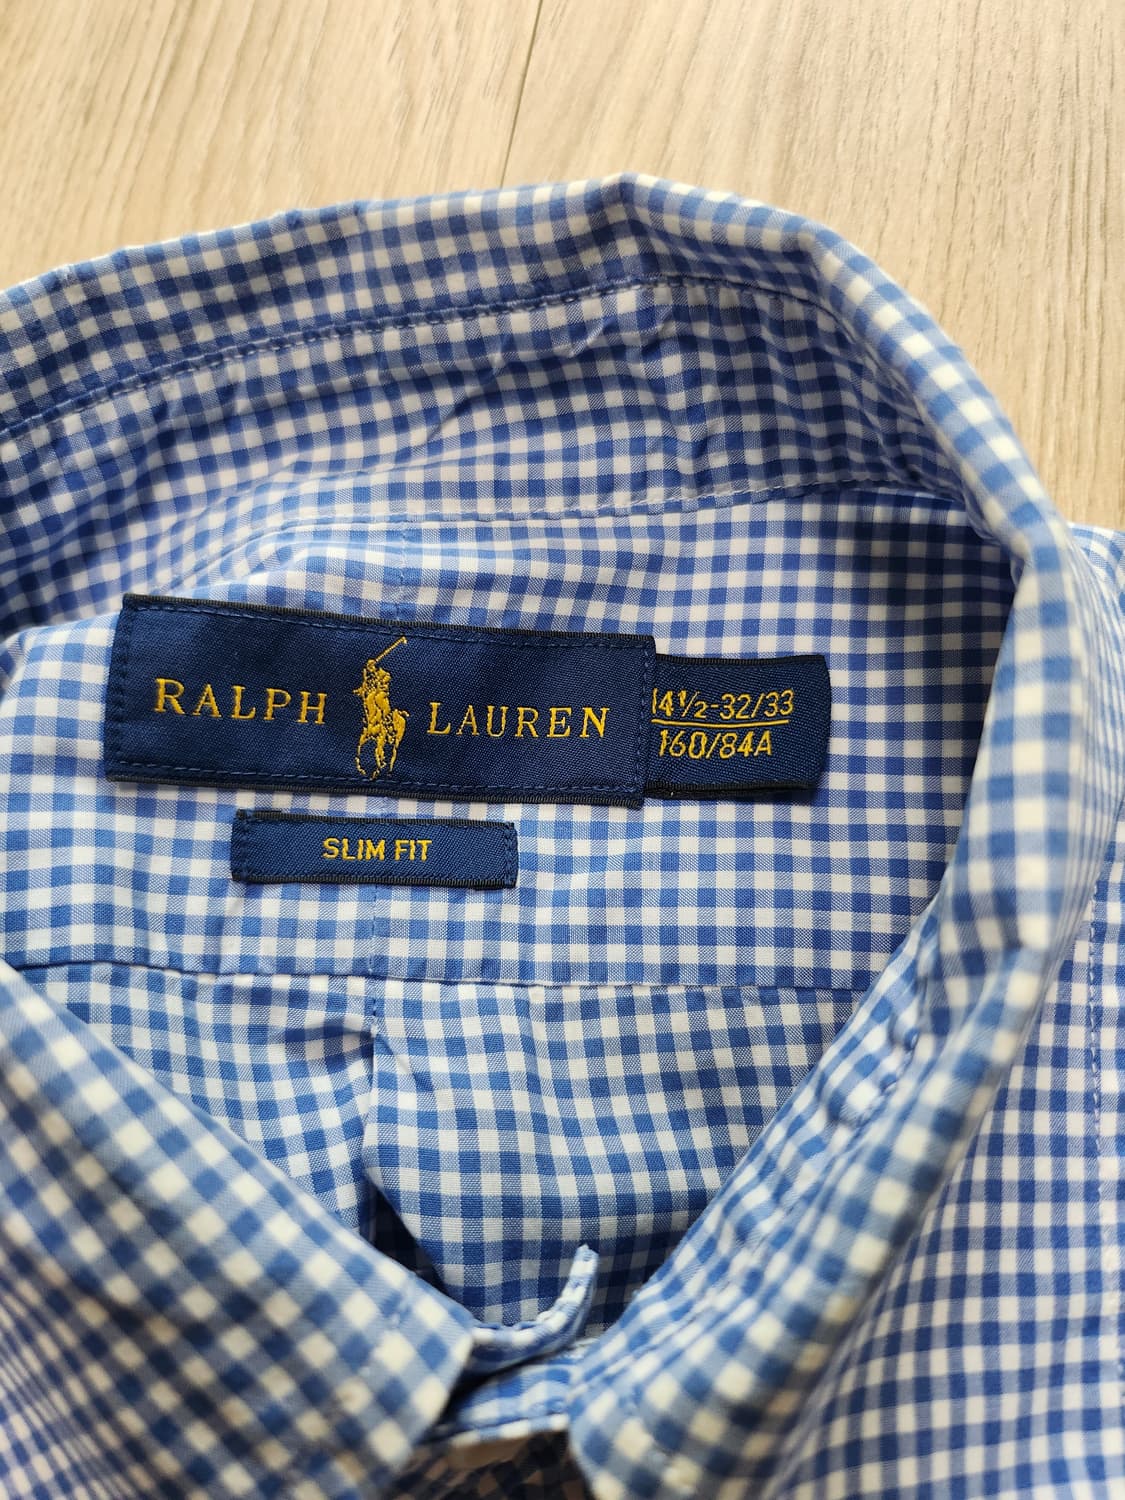 RALPH LAUREN
14½-32/33
160/84A
SLIM FIT